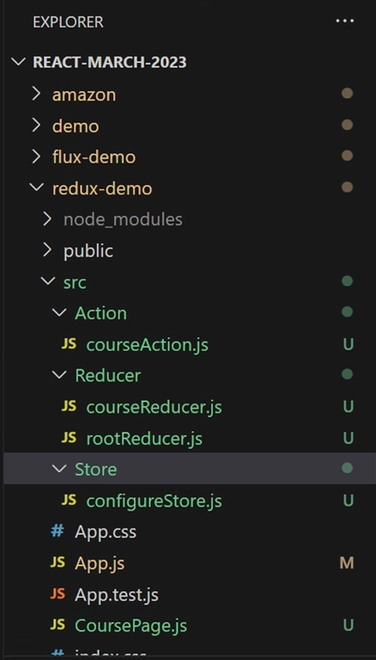 EXPLORER ...
REACT-MARCH-2023
amazon
demo
flux-demo
redux-demo
node_modules
public
src
Action
JS courseAction.js U
Reducer
JS courseReducer.js U
JS rootReducer.js U
Store
JS configureStore.js U
# App.css
JS App.js M
JS App.test.js
JS CoursePage.js U
# index.css